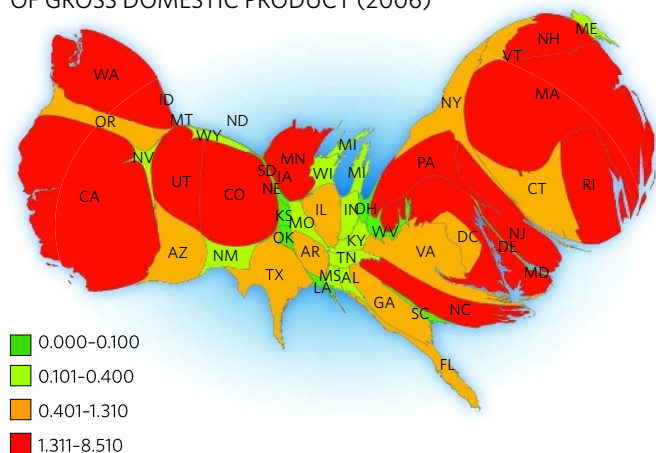 OF GROSS DOMESTIC PRODUCT (2006)
ME
NH
VT
WA
MA
ID
NY
OR
MT
ND
WY
MI
NV
MN
WI
MI
PA
SD
IA
UT
CO
NE
CT
RI
CA
KS
MO
IL
IN
OH
WV
OK
KY
DC
NJ
DE
AZ
NM
AR
TN
VA
TX
MS
AL
MD
LA
GA
SC
NC
FL
0.000–0.100
0.101–0.400
0.401–1.310
1.311–8.510